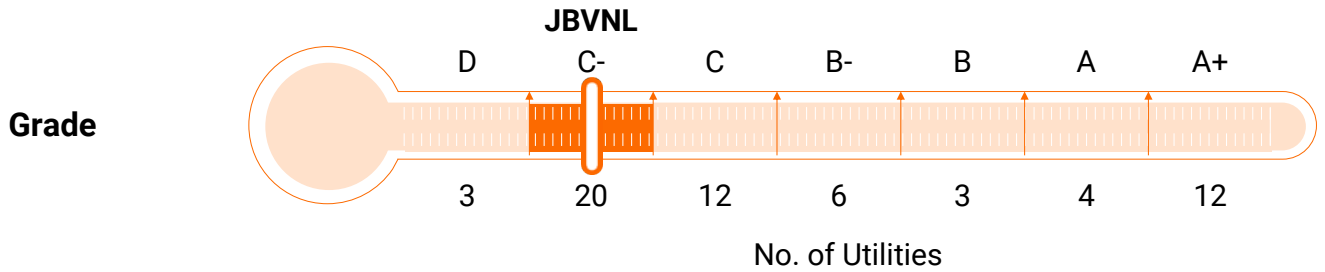 JBVNL
D C- C B- B A A+
Grade
3 20 12 6 3 4 12
No. of Utilities